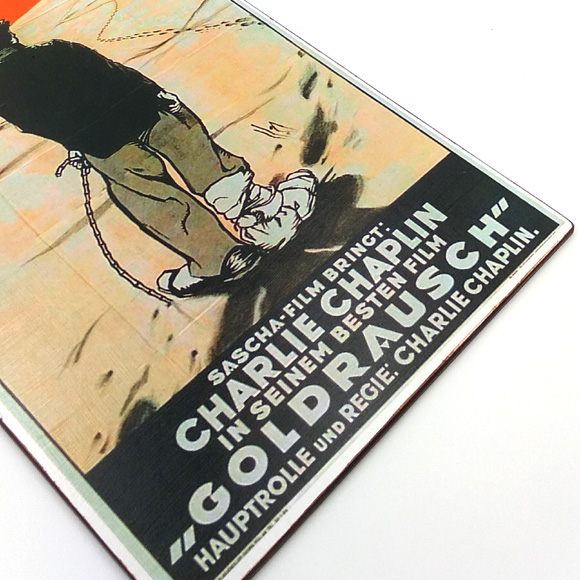 SASCHA-FILM BRINGT:
CHARLIE CHAPLIN
IN SEINEM BESTEN FILM
„GOLDRAUSCH“
HAUPTROLLE UND REGIE: CHARLIE CHAPLIN.